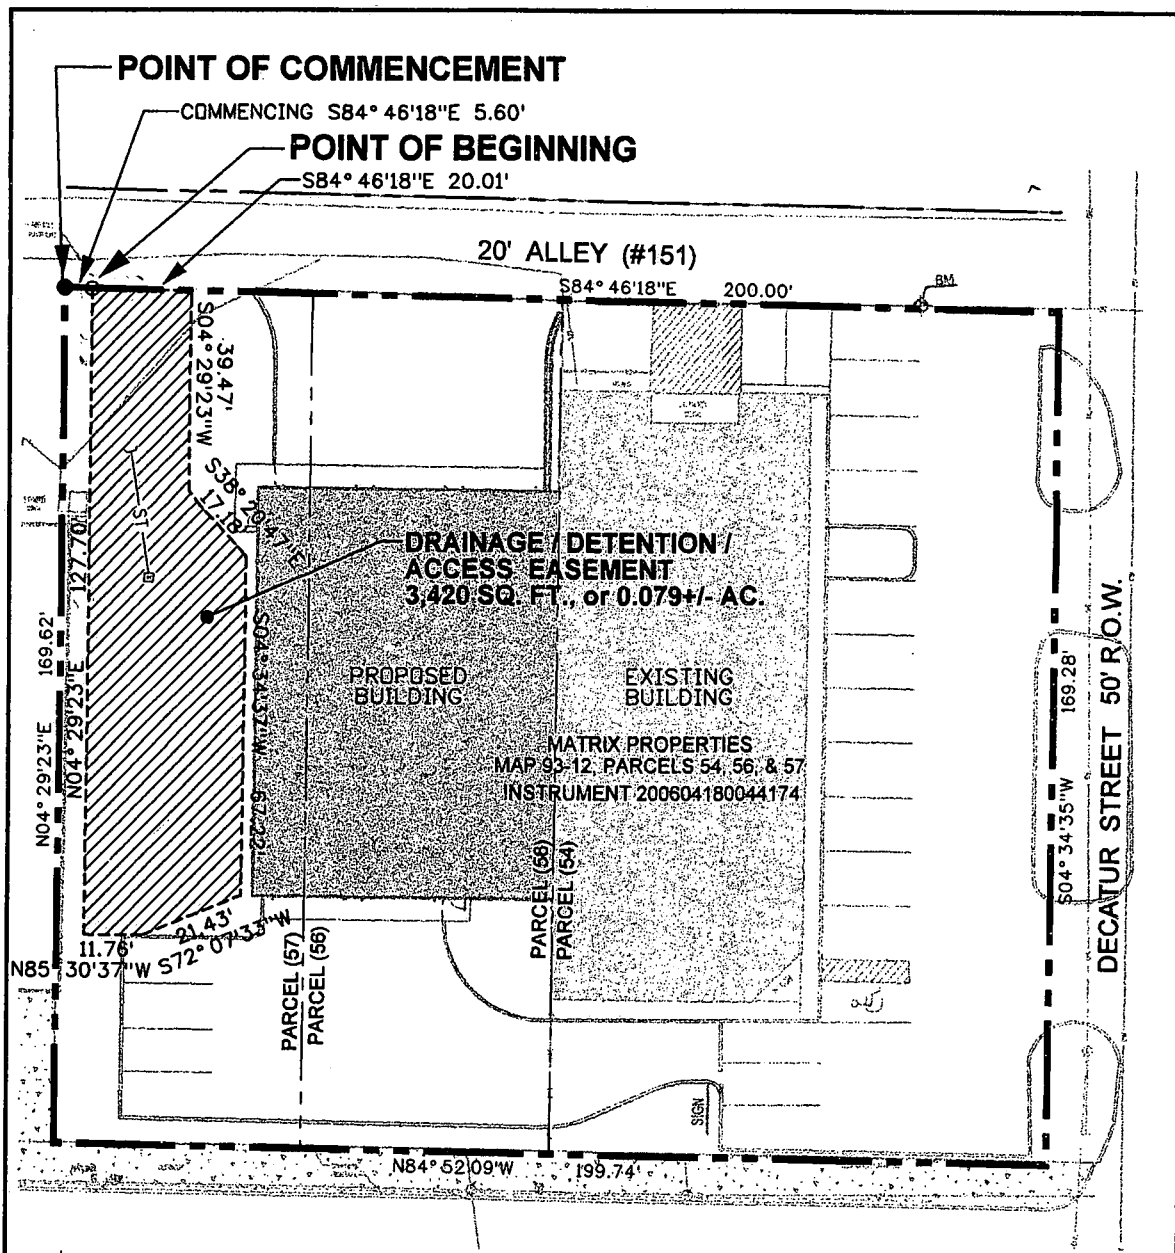 POINT OF COMMENCEMENT
COMMENCING S84° 46'18"E 5.60'
POINT OF BEGINNING
S84° 46'18"E 20.01'
20' ALLEY (#151)
S84° 46'18"E 200.00'
BM
39.47'
S04° 29'23"W
S38° 20'47"E
ST
DRAINAGE / DETENTION /
ACCESS EASEMENT
3,420 SQ. FT., or 0.079+/- AC.
127.70'
N04° 29'23"E
169.62'
N04° 29'23"E
S04° 34'37"W 67.22'
PROPOSED
BUILDING
EXISTING
BUILDING
MATRIX PROPERTIES
MAP 93-12, PARCELS 54, 56, & 57
INSTRUMENT 200604180044174
169.28'
S04° 34'35"W
DECATUR STREET 50' R.O.W.
PARCEL (56)
PARCEL (54)
21.43'
S72° 07'33"W
11.76'
N85° 30'37"W
PARCEL (57)
PARCEL (56)
SIGN
N84° 52'09"W 199.74'